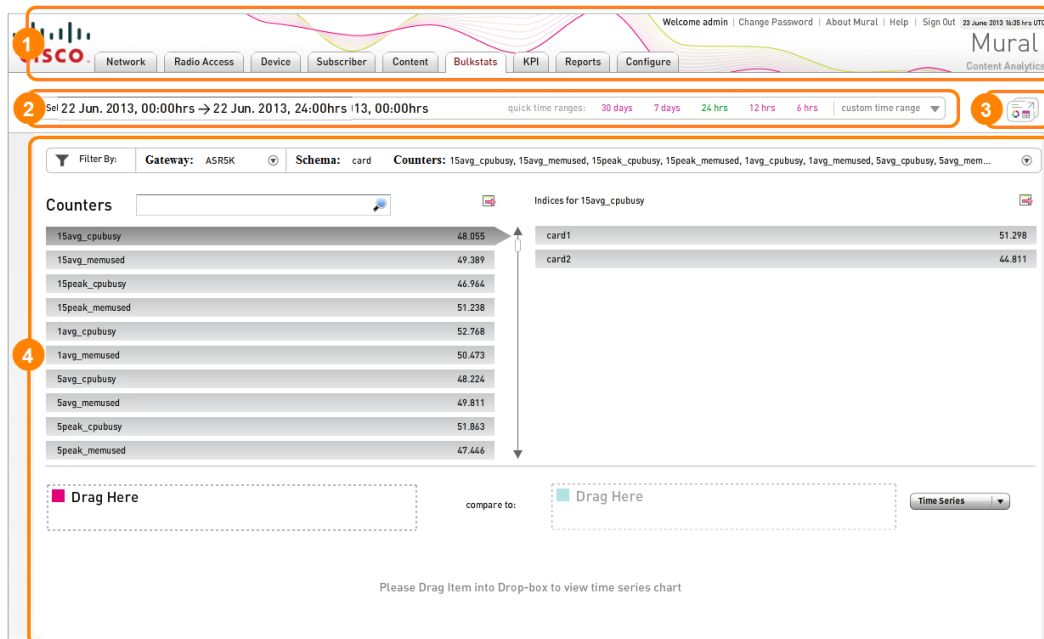 Welcome admin | Change Password | About Mural | Help | Sign Out 23 June 2013 16:35 hrs UTC
1
CISCO
Mural
Content Analytics
Network Radio Access Device Subscriber Content Bulkstats KPI Reports Configure
2
Sel 22 Jun. 2013, 00:00hrs → 22 Jun. 2013, 24:00hrs 13, 00:00hrs
quick time ranges: 30 days 7 days 24 hrs 12 hrs 6 hrs custom time range
3
Filter By: Gateway: ASR5K Schema: card Counters: 15avg_cpubusy, 15avg_memused, 15peak_cpubusy, 15peak_memused, 1avg_cpubusy, 1avg_memused, 5avg_cpubusy, 5avg_mem...
Counters
Indices for 15avg_cpubusy
15avg_cpubusy 48.055
15avg_memused 49.389
15peak_cpubusy 46.964
15peak_memused 51.238
1avg_cpubusy 52.768
4
1avg_memused 50.473
5avg_cpubusy 48.224
5avg_memused 49.811
5peak_cpubusy 51.863
5peak_memused 47.446
card1 51.298
card2 44.811
Drag Here
compare to:
Drag Here
Time Series
Please Drag Item into Drop-box to view time series chart